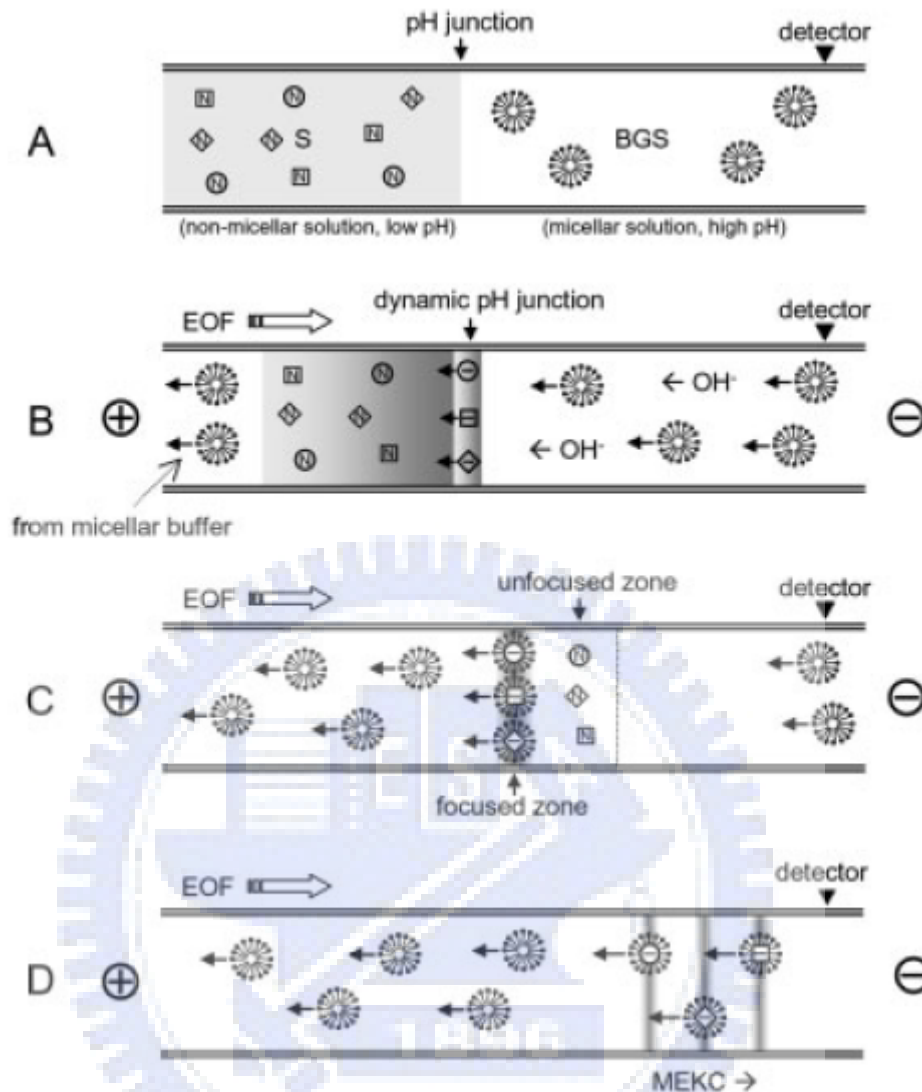 pH junction
detector
A
N N N
N N S N
N N N
BGS
(non-micellar solution, low pH) (micellar solution, high pH)
EOF
dynamic pH junction
detector
B
N N
N N
N N
← OH-
← OH-
from micellar buffer
unfocused zone
detector
EOF
C
N
N
N
focused zone
EOF
detector
D
1896
MEKC →